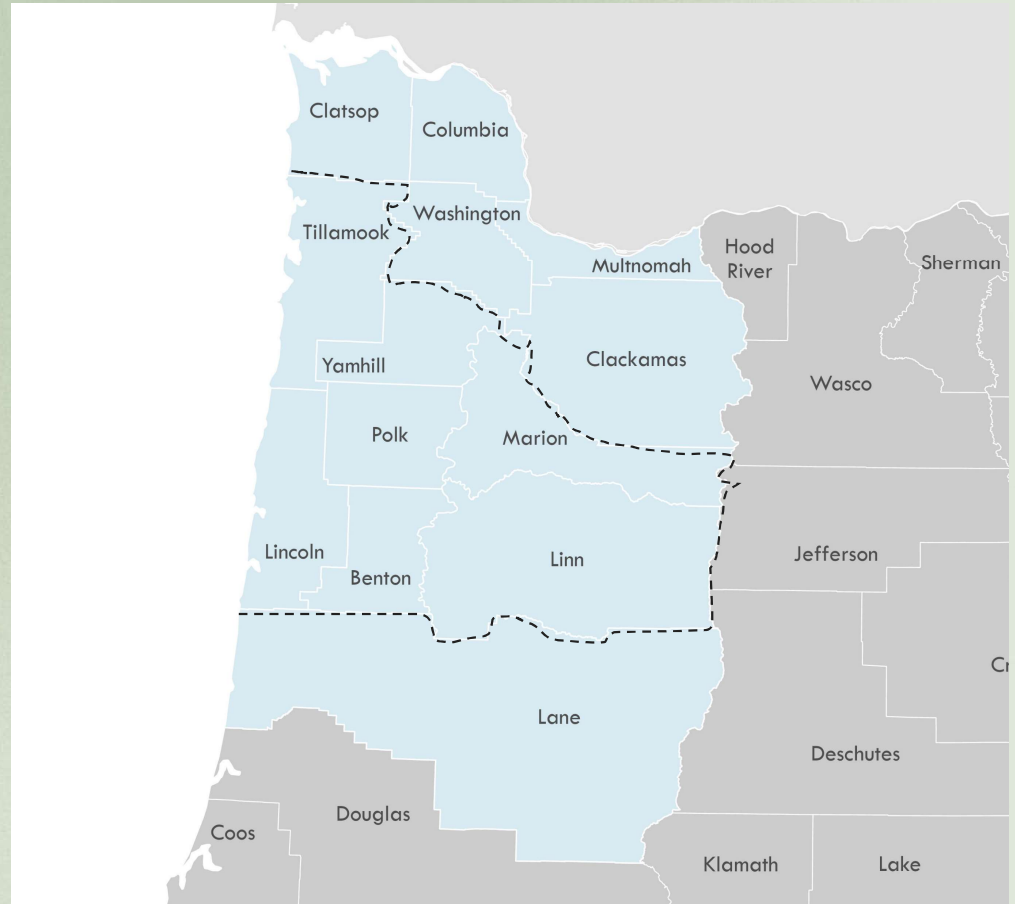 Clatsop
Columbia
Washington
Tillamook
Multnomah
Hood
River
Sherman
Yamhill
Clackamas
Wasco
Polk
Marion
Lincoln
Benton
Linn
Jefferson
Cr
Lane
Deschutes
Douglas
Coos
Klamath
Lake